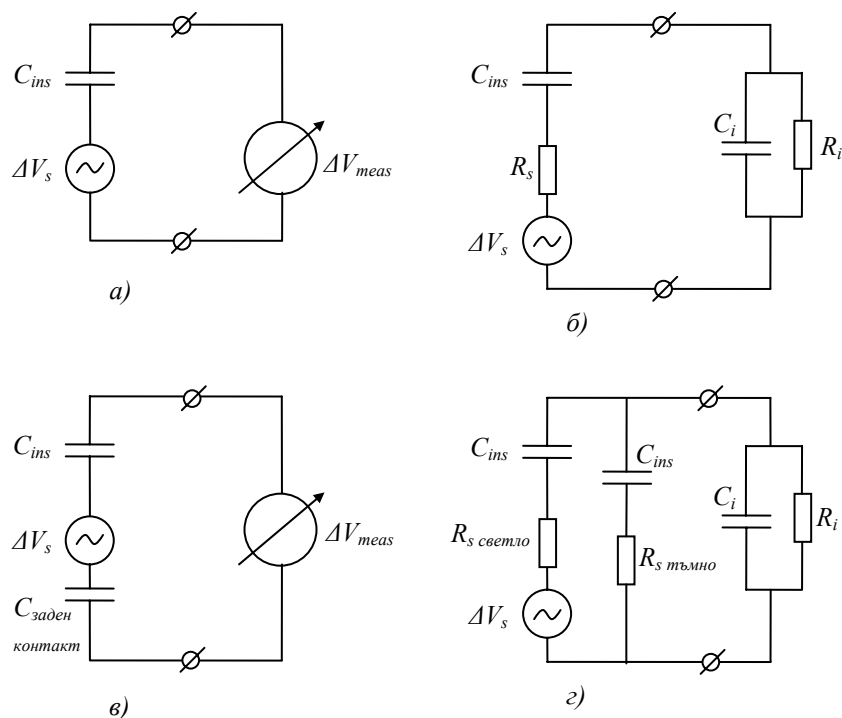 C_ins
ΔV_s
ΔV_meas
а)
C_ins
R_s
ΔV_s
C_i
R_i
б)
C_ins
ΔV_s
C_заден
контакт
ΔV_meas
в)
C_ins
R_s светло
ΔV_s
C_ins
R_s тъмно
C_i
R_i
г)